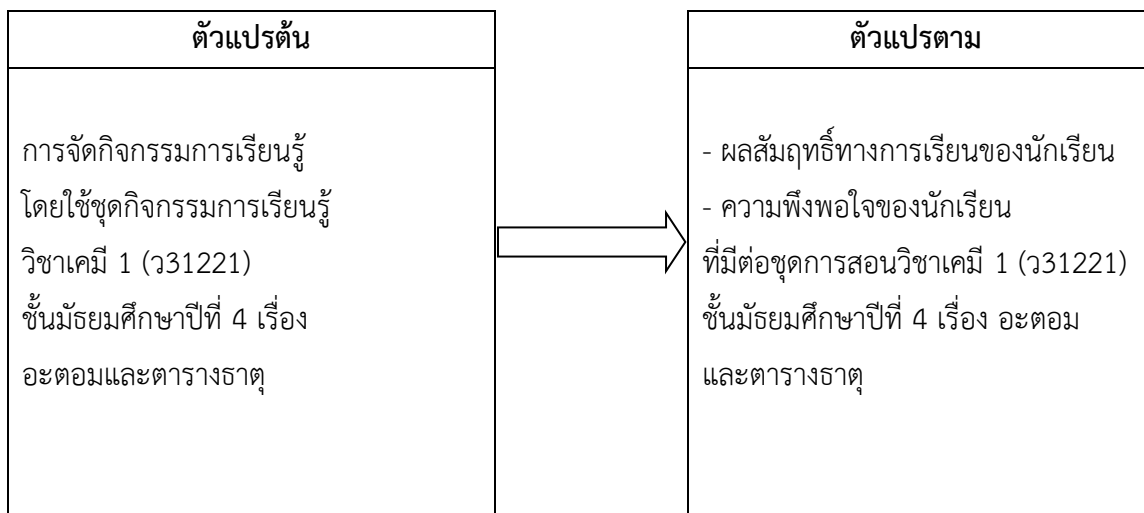 ตัวแปรต้น
การจัดกิจกรรมการเรียนรู้
โดยใช้ชุดกิจกรรมการเรียนรู้
วิชาเคมี 1 (ว31221)
ชั้นมัธยมศึกษาปีที่ 4 เรื่อง
อะตอมและตารางธาตุ
ตัวแปรตาม
- ผลสัมฤทธิ์ทางการเรียนของนักเรียน
- ความพึงพอใจของนักเรียน
ที่มีต่อชุดการสอนวิชาเคมี 1 (ว31221)
ชั้นมัธยมศึกษาปีที่ 4 เรื่อง อะตอม
และตารางธาตุ